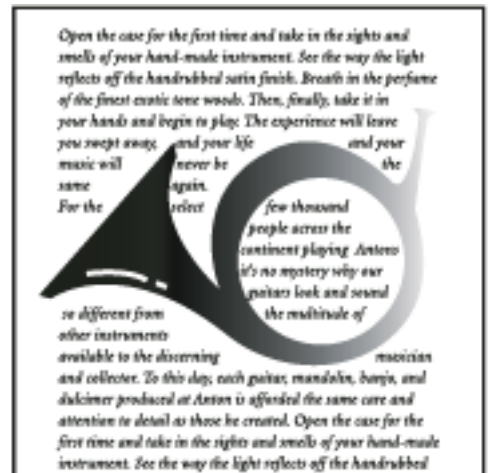 Open the case for the first time and take in the sights and
smells of your hand-made instrument. See the way the light
reflects off the handrubbed satin finish. Breath in the perfume
of the finest exotic tone woods. Then, finally, take it in
your hands and begin to play. The experience will leave
you swept away, and your life and your
music will never be the
same again.
For the select few thousand
people across the
continent playing Antons
it's no mystery why our
guitars look and sound
so different from the multitude of
other instruments
available to the discerning musician
and collector. To this day, each guitar, mandolin, banjo, and
dulcimer produced at Anton is afforded the same care and
attention to detail as those he created. Open the case for the
first time and take in the sights and smells of your hand-made
instrument. See the way the light reflects off the handrubbed